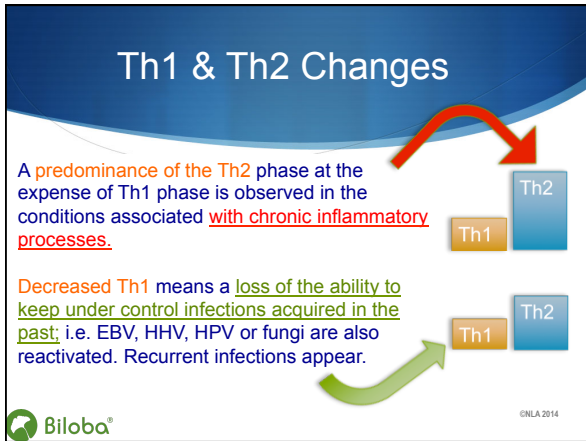 Th1 & Th2 Changes
A predominance of the Th2 phase at the
expense of Th1 phase is observed in the
conditions associated with chronic inflammatory
processes.
Th1
Th2
Decreased Th1 means a loss of the ability to
keep under control infections acquired in the
past; i.e. EBV, HHV, HPV or fungi are also
reactivated. Recurrent infections appear.
Th1
Th2
Biloba®
©NLA 2014